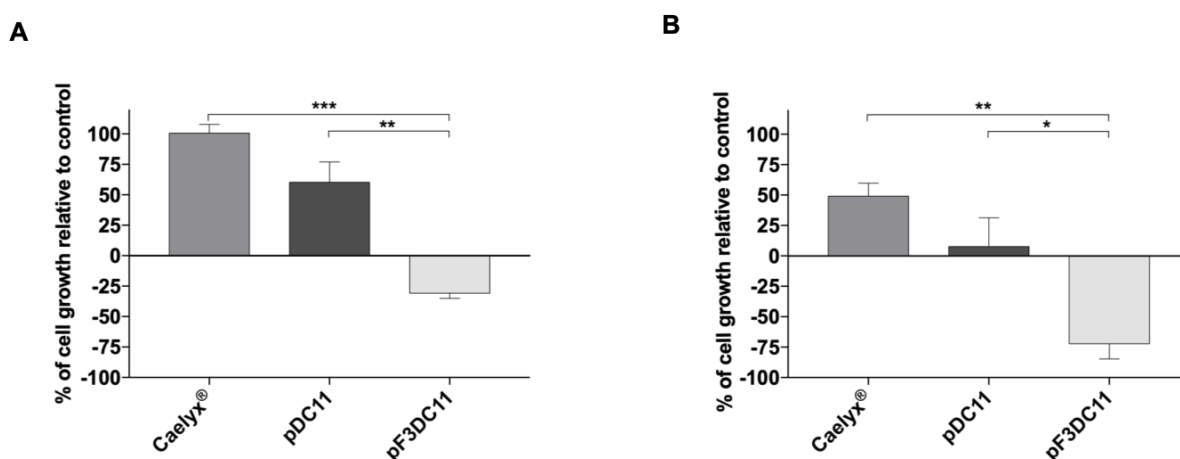 A
% of cell growth relative to control
100
75
50
25
0
-25
-50
-75
-100
***
**
Caelyx®
pDC11
pF3DC11
B
% of cell growth relative to control
100
75
50
25
0
-25
-50
-75
-100
**
*
Caelyx®
pDC11
pF3DC11